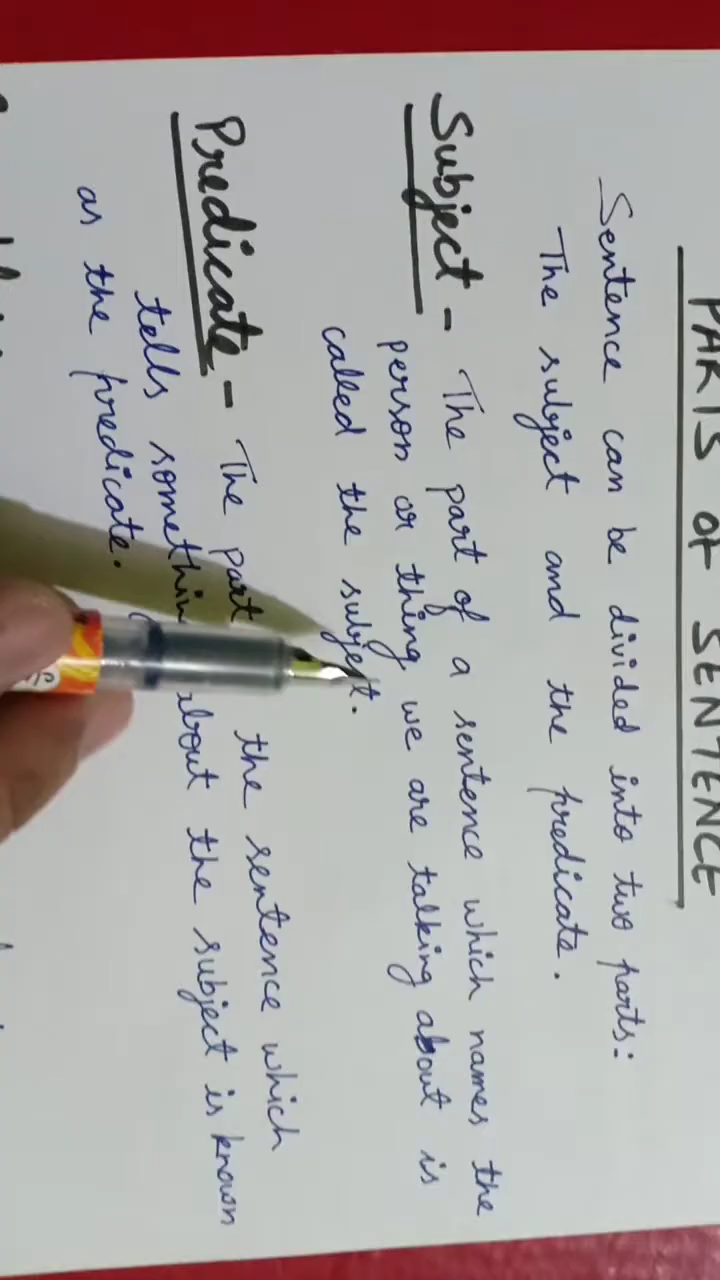 PARTS OF SENTENCE
Sentence can be divided into two parts:
The subject and the predicate.
Subject - The part of a sentence which names the
person or thing we are talking about is
called the subject.
Predicate - The part the sentence which
tells about the subject is known
as the predicate.